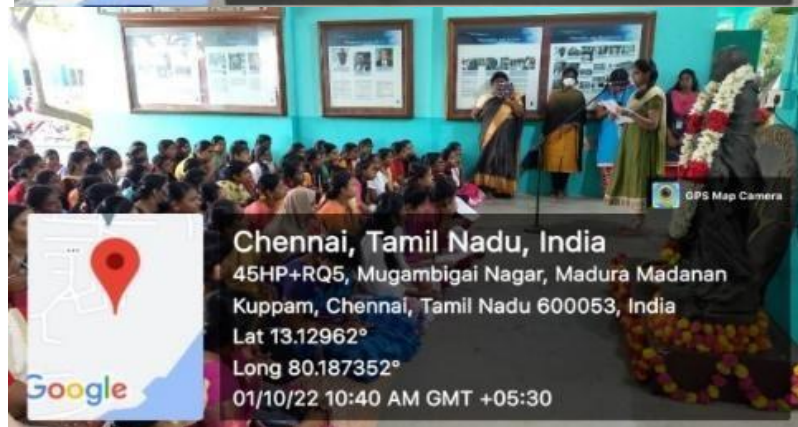 GPS Map Camera
Chennai, Tamil Nadu, India
45HP+RQ5, Mugambigai Nagar, Madura Madanan
Kuppam, Chennai, Tamil Nadu 600053, India
Lat 13.12962°
Long 80.187352°
01/10/22 10:40 AM GMT +05:30
Google